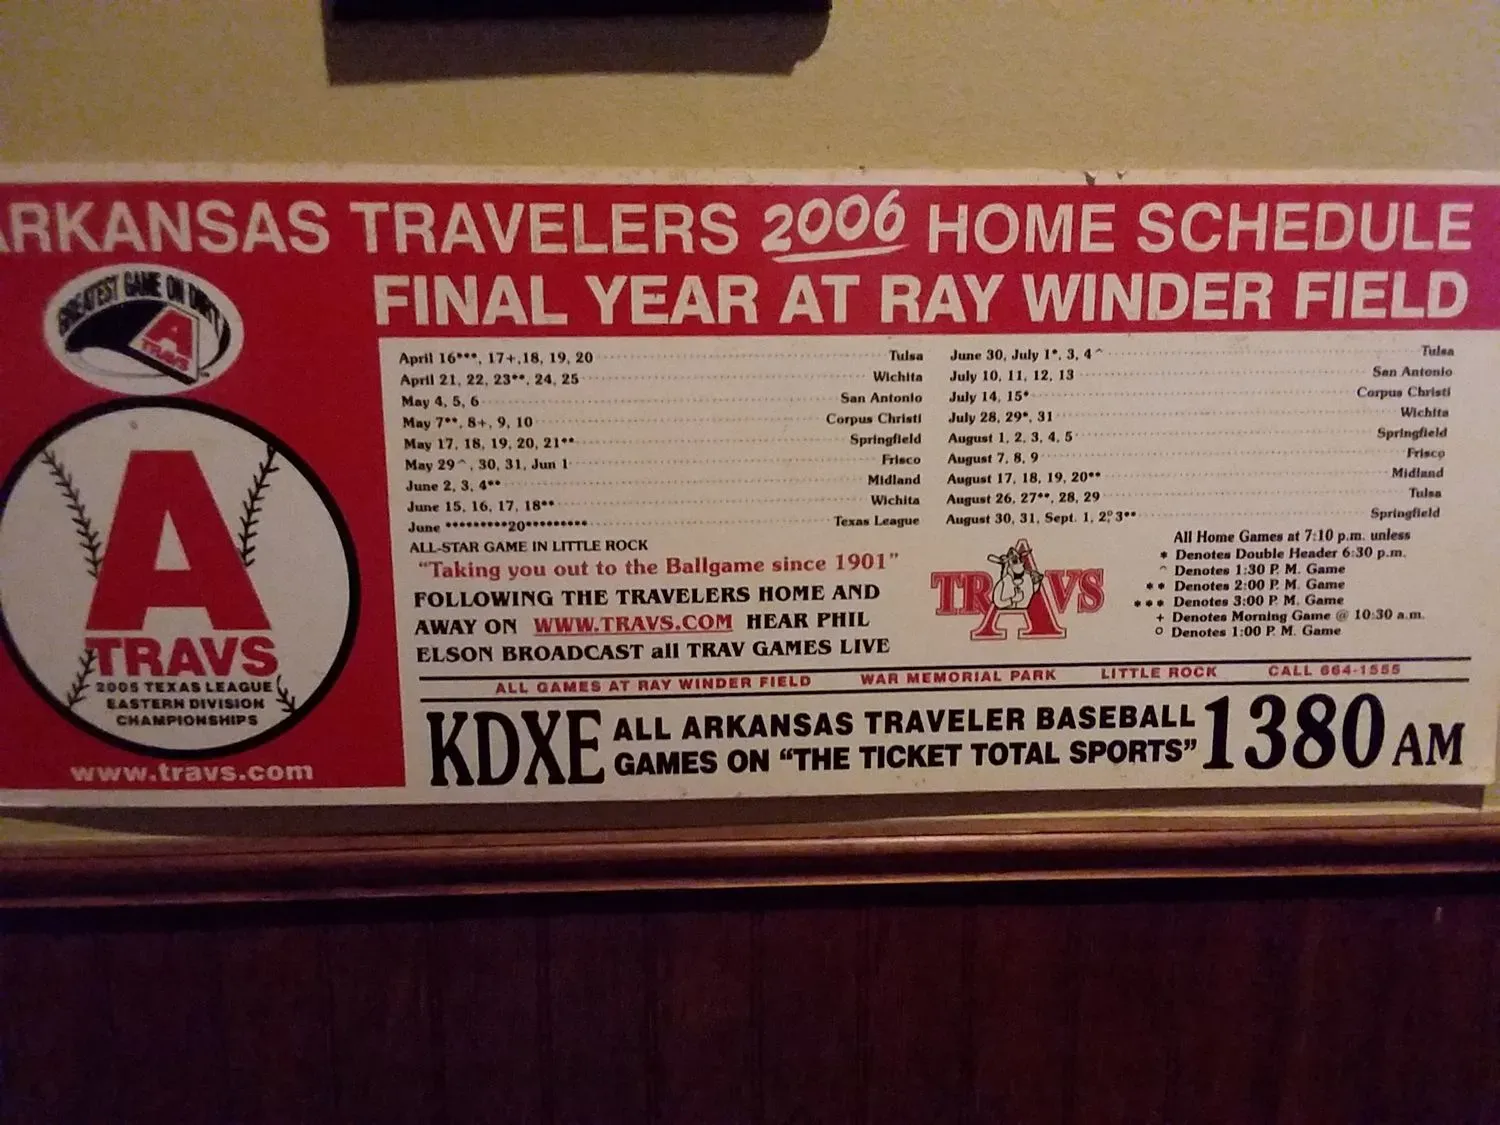 ARKANSAS TRAVELERS 2006 HOME SCHEDULE
FINAL YEAR AT RAY WINDER FIELD
GREATEST GAME ON DIRT
A
TRAVS
A
TRAVS
2005 TEXAS LEAGUE
EASTERN DIVISION
CHAMPIONSHIPS
www.travs.com
April 16***, 17+,18, 19, 20 Tulsa
April 21, 22, 23**, 24, 25 Wichita
May 4, 5, 6 San Antonio
May 7**, 8+, 9, 10 Corpus Christi
May 17, 18, 19, 20, 21** Springfield
May 29^, 30, 31, Jun 1 Frisco
June 2, 3, 4** Midland
June 15, 16, 17, 18** Wichita
June *********20********* Texas League
ALL-STAR GAME IN LITTLE ROCK
June 30, July 1*, 3, 4^ Tulsa
July 10, 11, 12, 13 San Antonio
July 14, 15* Corpus Christi
July 28, 29*, 31 Wichita
August 1, 2, 3, 4, 5 Springfield
August 7, 8, 9 Frisco
August 17, 18, 19, 20** Midland
August 26, 27**, 28, 29 Tulsa
August 30, 31, Sept. 1, 2,° 3** Springfield
"Taking you out to the Ballgame since 1901"
FOLLOWING THE TRAVELERS HOME AND
AWAY ON WWW.TRAVS.COM HEAR PHIL
ELSON BROADCAST all TRAV GAMES LIVE
TRAVS
All Home Games at 7:10 p.m. unless
* Denotes Double Header 6:30 p.m.
^ Denotes 1:30 P. M. Game
** Denotes 2:00 P. M. Game
*** Denotes 3:00 P. M. Game
+ Denotes Morning Game @ 10:30 a.m.
o Denotes 1:00 P. M. Game
ALL GAMES AT RAY WINDER FIELD WAR MEMORIAL PARK LITTLE ROCK CALL 664-1555
KDXE ALL ARKANSAS TRAVELER BASEBALL
GAMES ON “THE TICKET TOTAL SPORTS” 1380 AM